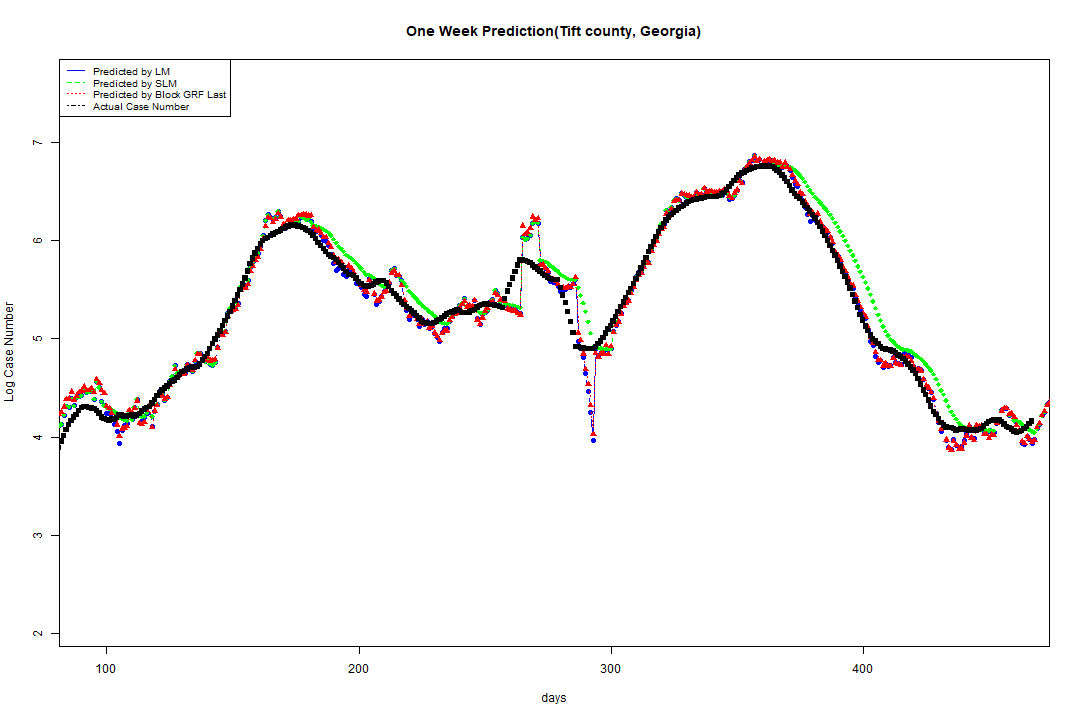 One Week Prediction(Tift county, Georgia)
Predicted by LM
Predicted by SLM
Predicted by Block GRF Last
Actual Case Number
7
6
5
4
3
2
Log Case Number
100 200 300 400
days